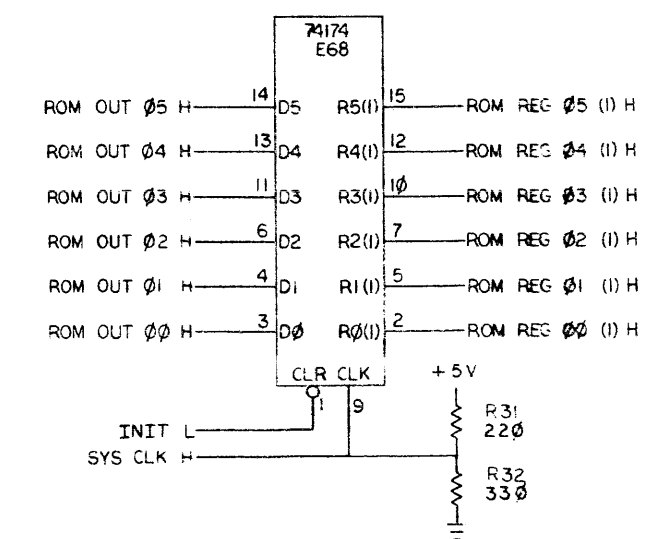 74174
E68
ROM OUT Ø5 H 14 D5 R5(1) 15 ROM REG Ø5 (1) H
ROM OUT Ø4 H 13 D4 R4(1) 12 ROM REG Ø4 (1) H
ROM OUT Ø3 H 11 D3 R3(1) 1Ø ROM REG Ø3 (1) H
ROM OUT Ø2 H 6 D2 R2(1) 7 ROM REG Ø2 (1) H
ROM OUT Ø1 H 4 D1 R1(1) 5 ROM REG Ø1 (1) H
ROM OUT ØØ H 3 DØ RØ(1) 2 ROM REG ØØ (1) H
CLR CLK
+5V
1 9
R31
22Ø
INIT L
SYS CLK H
R32
33Ø